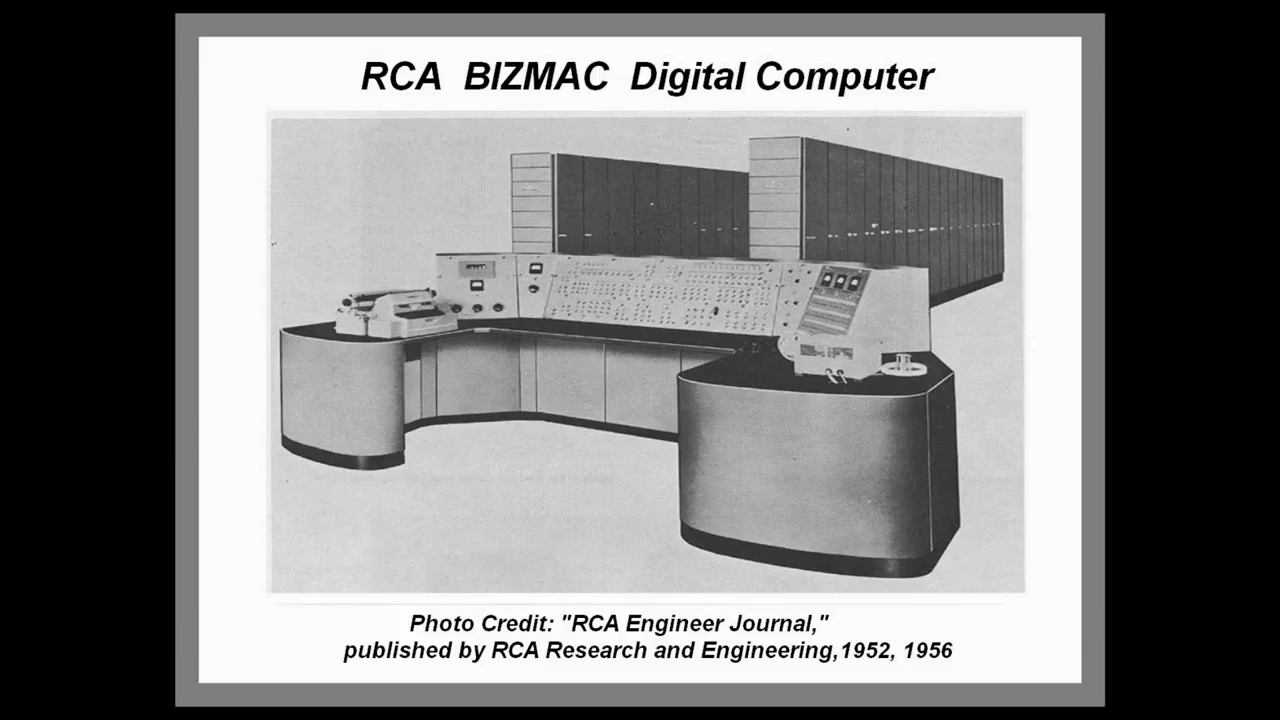 RCA BIZMAC Digital Computer
Photo Credit: "RCA Engineer Journal,"
published by RCA Research and Engineering,1952, 1956